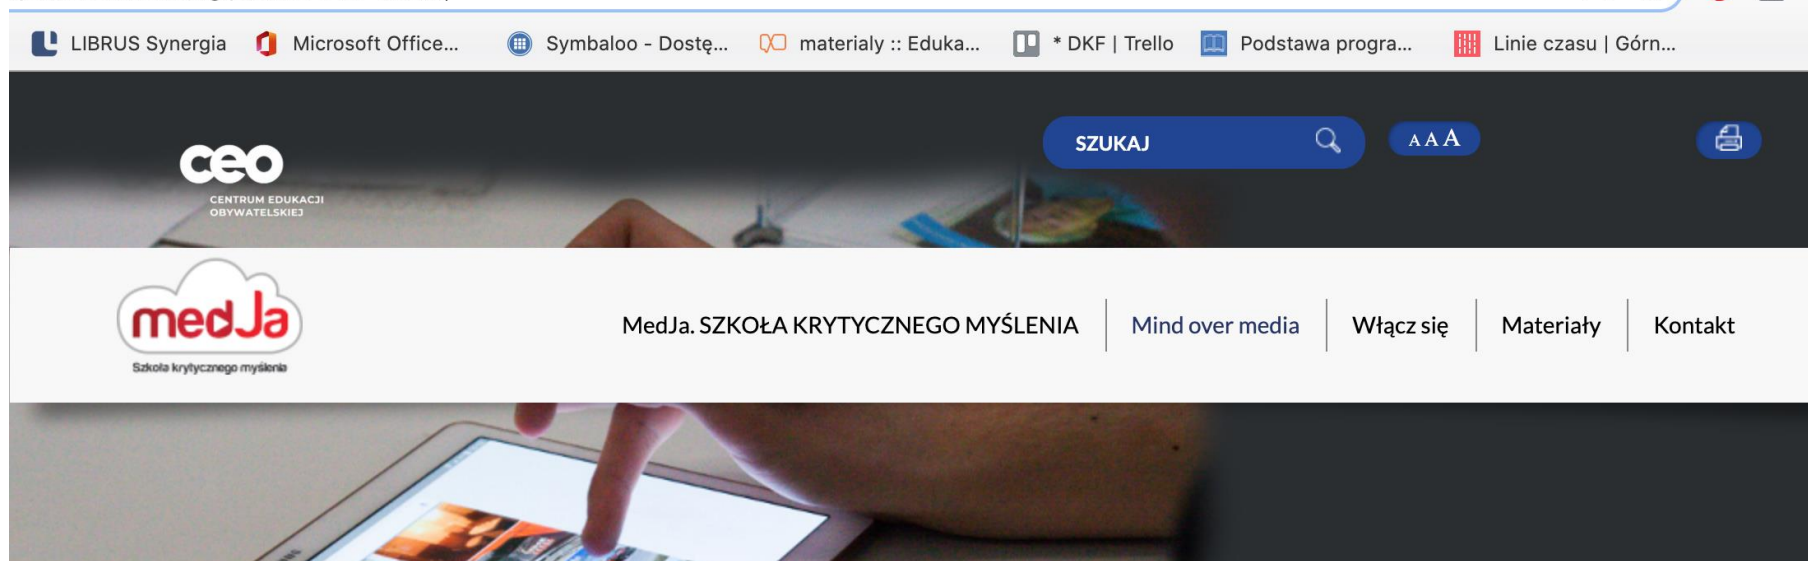 LIBRUS Synergia Microsoft Office... Symbaloo - Dostę... materialy :: Eduka... * DKF | Trello Podstawa progra... Linie czasu | Górn...
SZUKAJ A A A
ceo
CENTRUM EDUKACJI
OBYWATELSKIEJ
medJa
Szkoła krytycznego myślenia
MedJa. SZKOŁA KRYTYCZNEGO MYŚLENIA Mind over media Włącz się Materiały Kontakt